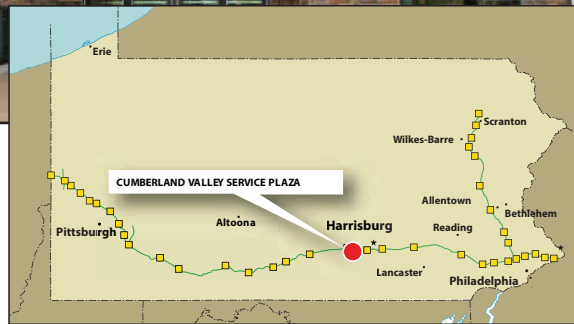 Erie
Scranton
Wilkes-Barre
CUMBERLAND VALLEY SERVICE PLAZA
Allentown
Bethlehem
Altoona
Harrisburg
Reading
Pittsburgh
Lancaster
Philadelphia